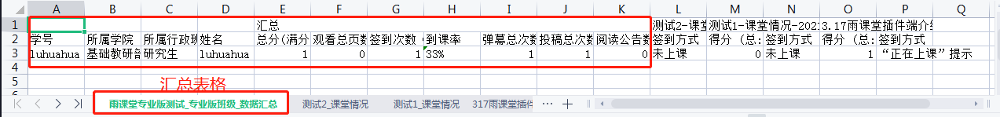 A B C D E F G H I J K L M N O P Q
1 汇总 测试2-课堂 测试1-课堂情况-202 3.17雨课堂插件端介绍
2 学号 所属学院 所属行政班 姓名 总分(满分 观看总页数 签到次数 到课率 弹幕总次数 投稿总次数 阅读公告数 签到方式 得分（总: 签到方式 得分（总: 签到方式
3 luhuahua 基础教研部 研究生 luhuahua 1 0 1 33% 1 1 0 未上课 0 未上课 1 “正在上课”提示
4
5 汇总表格
6
雨课堂专业版测试_专业版班级_数据汇总 测试2_课堂情况 测试1_课堂情况 317雨课堂插件 ··· +